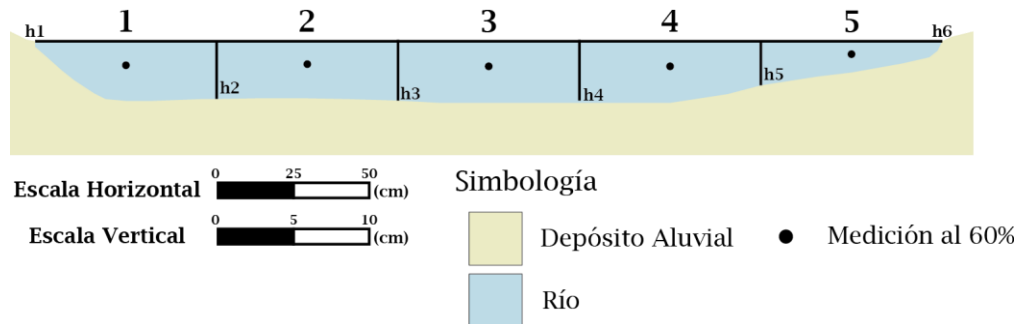 1 2 3 4 5
h1 h6
h2 h3 h4 h5
0 25 50
Escala Horizontal (cm)
0 5 10
Escala Vertical (cm)
Simbología
Depósito Aluvial
Medición al 60%
Río